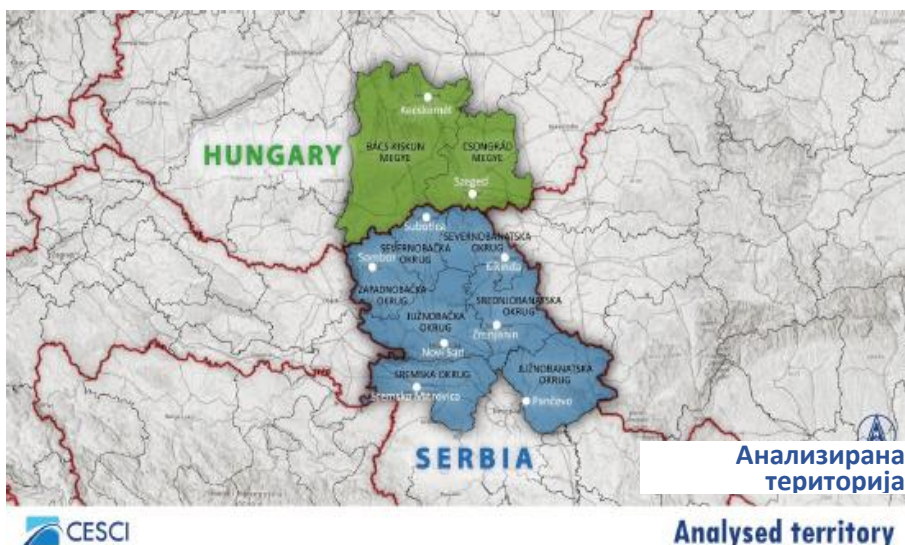 Kecskemét
BÁCS-KISKUN
MEGYE
CSONGRÁD
MEGYE
HUNGARY
Szeged
Subotica
SEVERNOBANATSKA
OKRUG
SEVERNOBAČKA
OKRUG
Sombor
Kikinda
ZAPADNOBAČKA
OKRUG
SREDNJOBANATSKA
OKRUG
JUŽNOBAČKA
OKRUG
Zrenjanin
Novi Sad
SREMSKA OKRUG
JUŽNOBANATSKA
OKRUG
Sremska Mitrovica
Pančevo
SERBIA
Анализирана
територија
CESCI
Analysed territory